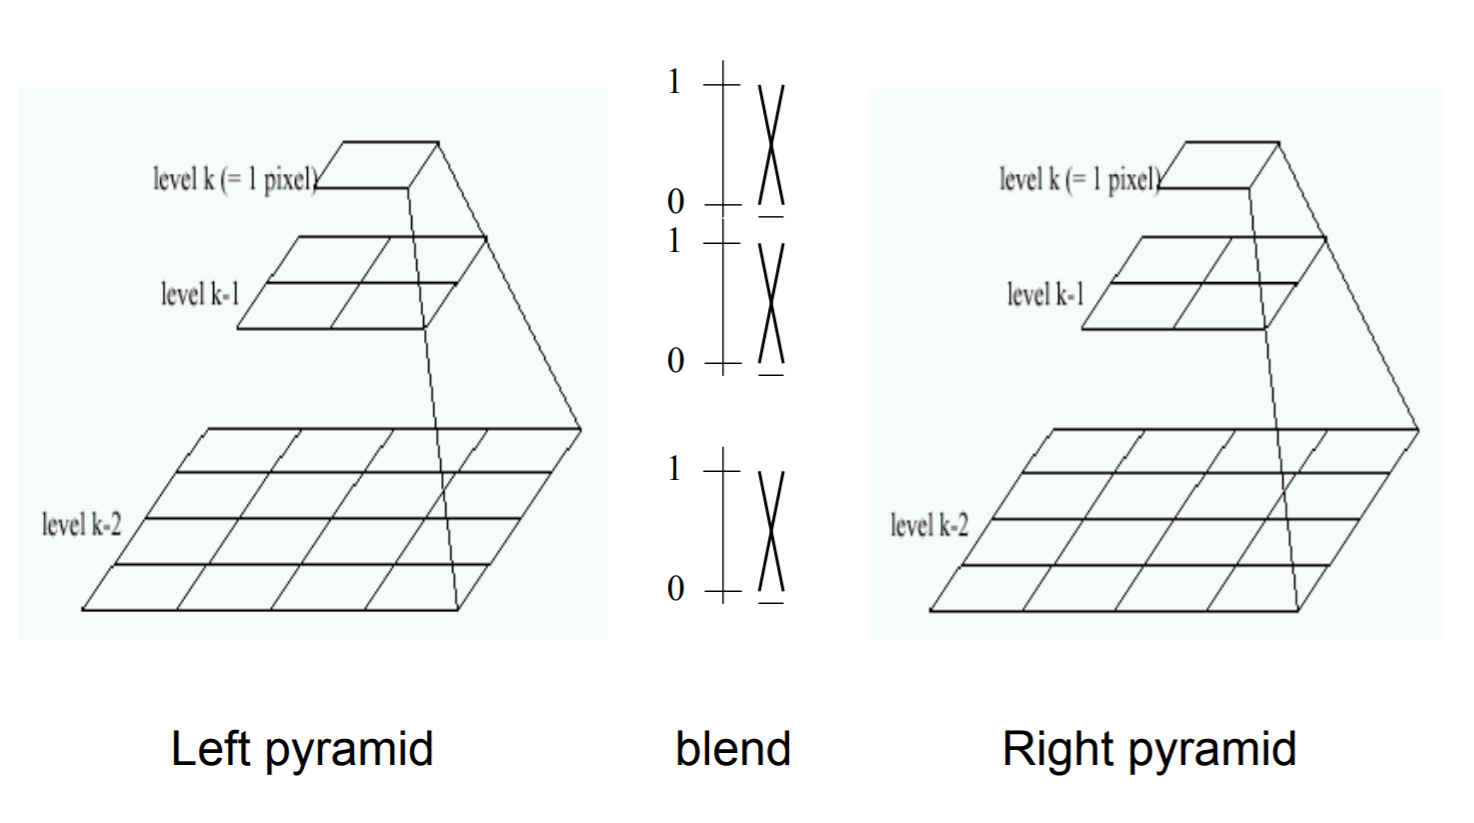 level k (= 1 pixel)
level k-1
level k-2
1
0
1
0
1
0
level k (= 1 pixel)
level k-1
level k-2
Left pyramid
blend
Right pyramid